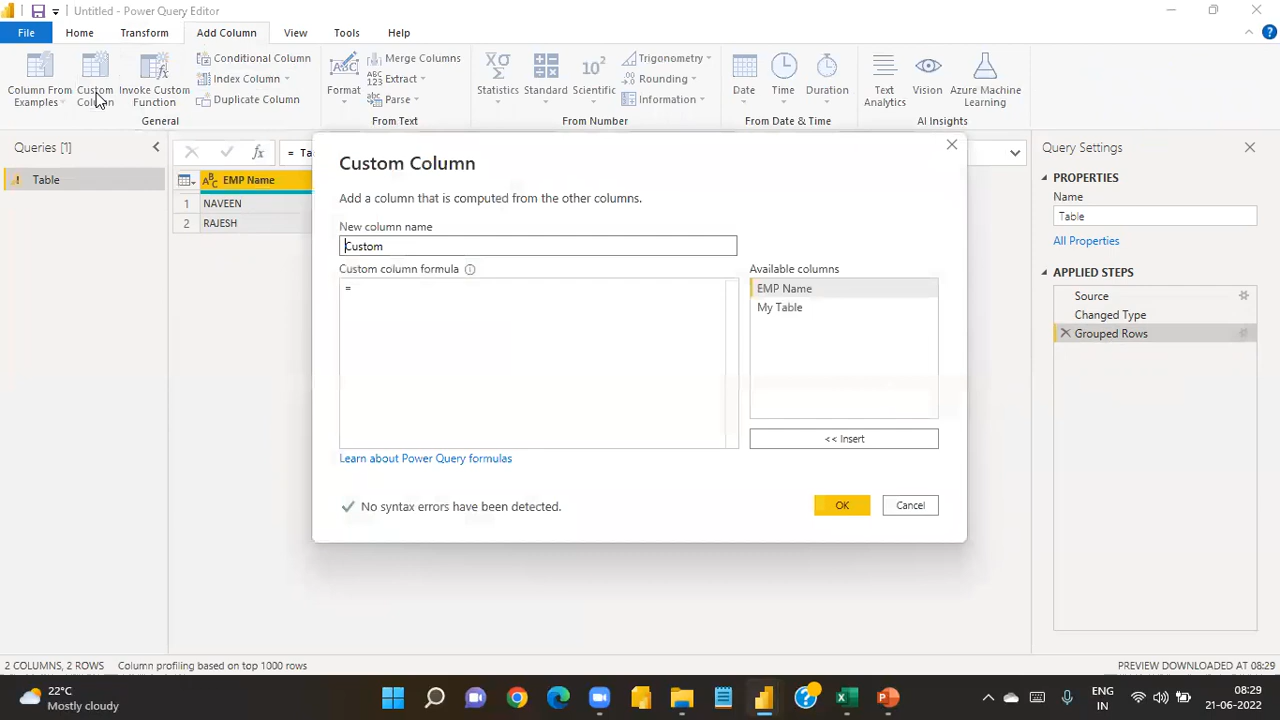 Untitled - Power Query Editor
File Home Transform Add Column View Tools Help
Column From Examples
Custom Column
Invoke Custom Function
Conditional Column
Index Column
Duplicate Column
General
Format
Merge Columns
ABC 123 Extract
abc Parse
From Text
XΣ σ Statistics
Standard
10² Scientific
Trigonometry
Rounding
Information
From Number
Date
Time
Duration
From Date & Time
Text Analytics
Vision
Azure Machine Learning
AI Insights
Queries [1]
Table
fx = Ta
EMP Name
1 NAVEEN
2 RAJESH
Custom Column
Add a column that is computed from the other columns.
New column name
Custom
Custom column formula
=
Available columns
EMP Name
My Table
<< Insert
Learn about Power Query formulas
No syntax errors have been detected.
OK
Cancel
Query Settings
PROPERTIES
Name
Table
All Properties
APPLIED STEPS
Source
Changed Type
Grouped Rows
2 COLUMNS, 2 ROWS Column profiling based on top 1000 rows
PREVIEW DOWNLOADED AT 08:29
22°C
Mostly cloudy
ENG
IN
08:29
21-06-2022